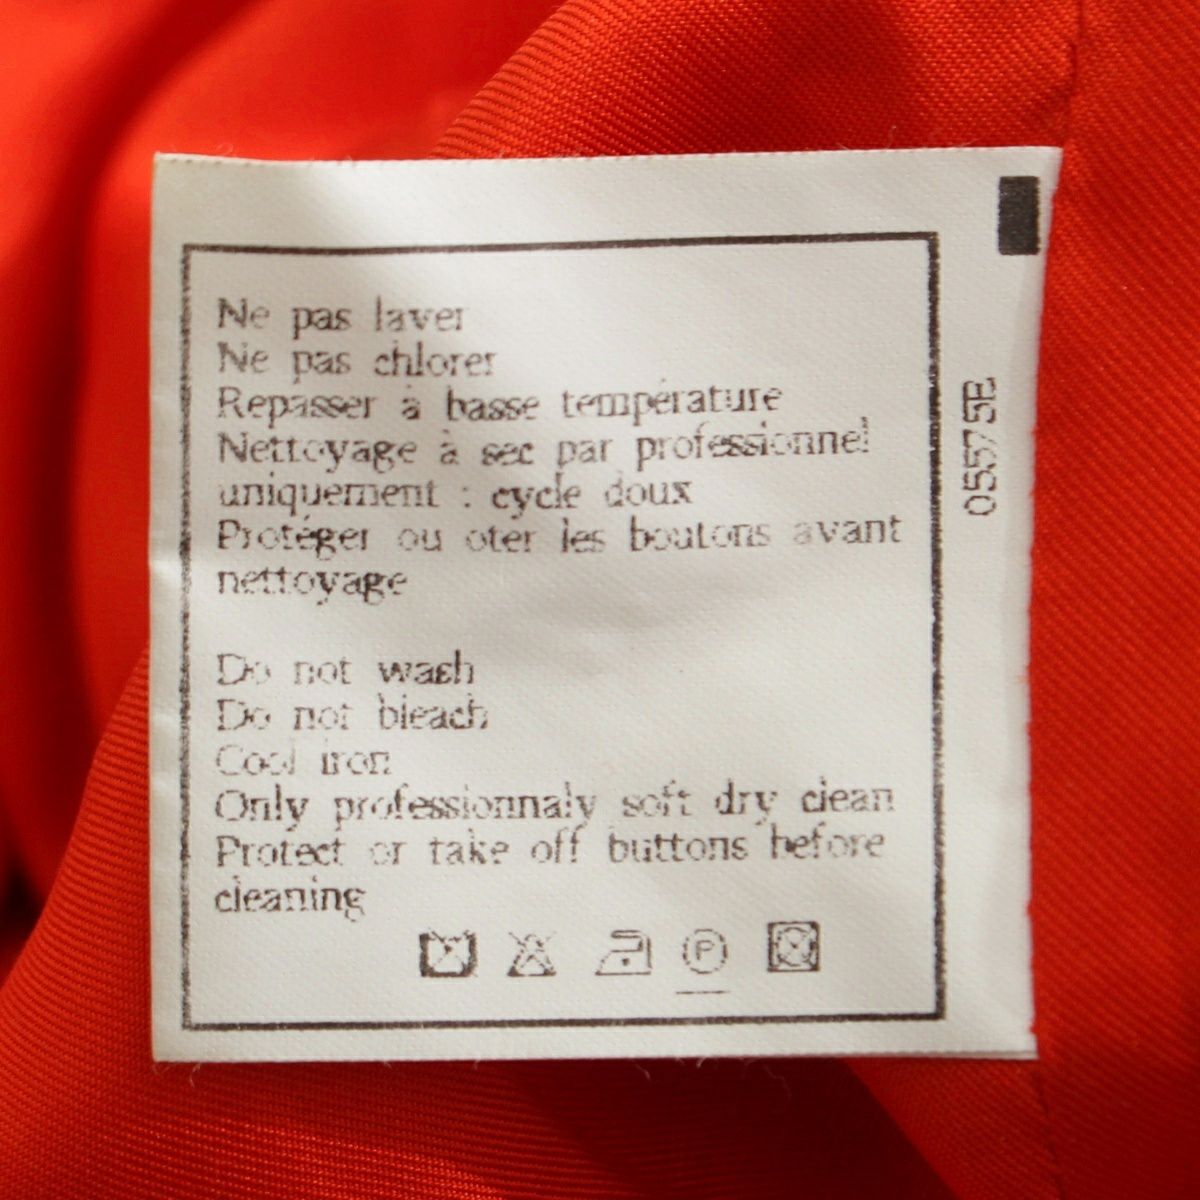 Ne pas laver
Ne pas chlorer
Repasser à basse température
Nettoyage à sec par professionnel
uniquement : cycle doux
Protéger ou oter les boutons avant
nettoyage
Do not wash
Do not bleach
Cool iron
Only professionnaly soft dry clean
Protect or take off buttons before
cleaning
P
05575E